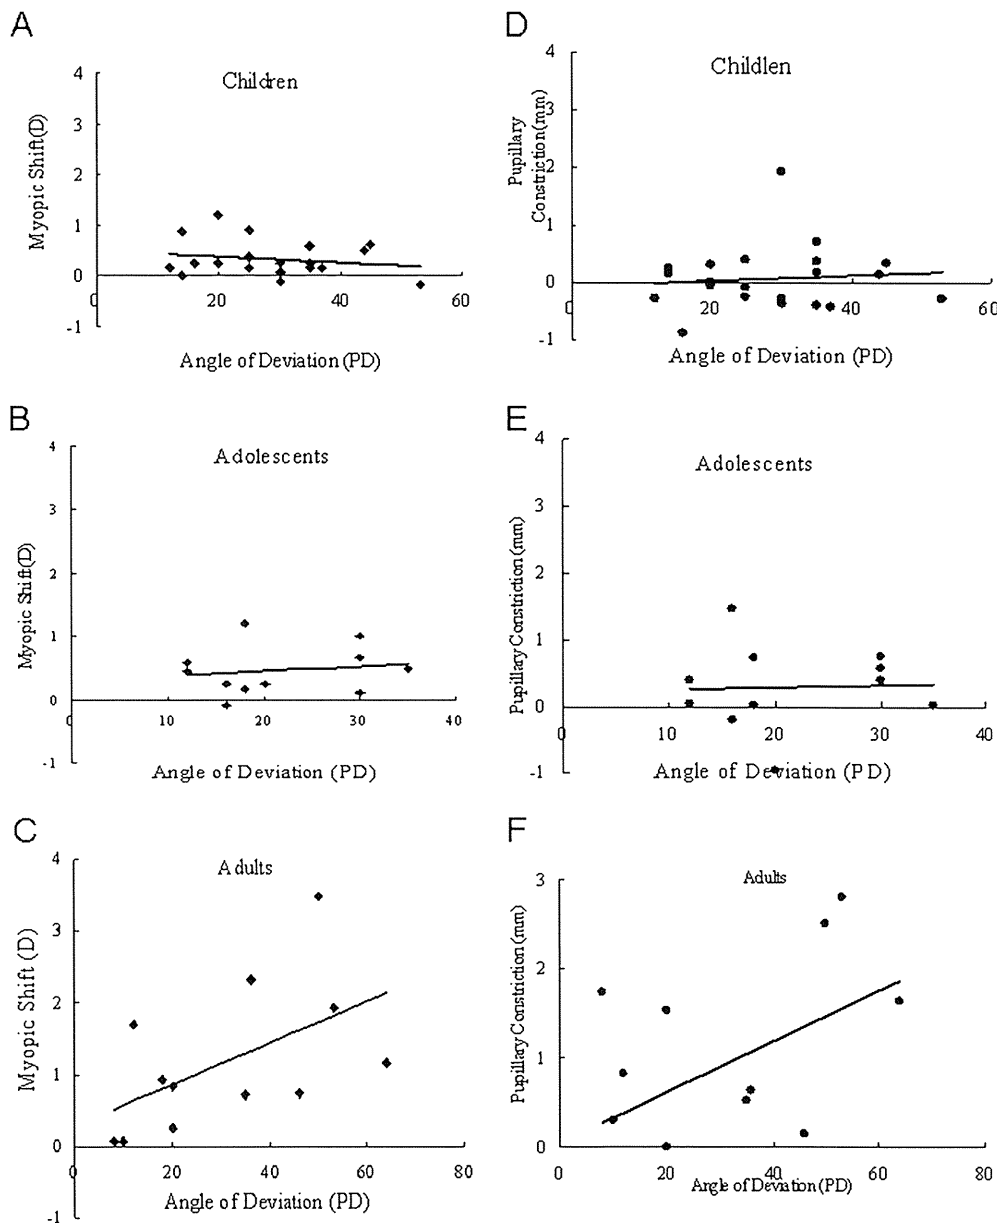 A
Children
4
3
2
1
0
-1
Myopic Shift(D)
0 20 40 60
Angle of Deviation (PD)
D
Childlen
4
3
2
1
0
-1
Pupillary
Constriction(mm)
20 40 60
Angle of Deviation (PD)
B
Adolescents
4
3
2
1
0
-1
Myopic Shift(D)
0 10 20 30 40
Angle of Deviation (PD)
E
Adolescents
4
3
2
1
0
-1
Pupillary Constriction(mm)
0 10 20 30 40
Angle of Deviation (PD)
C
Adults
4
3
2
1
0
-1
Myopic Shift (D)
0 20 40 60 80
Angle of Deviation (PD)
F
Adults
3
2
1
0
Pupillary Constriction(mm)
0 20 40 60 80
Angle of Deviation(PD)